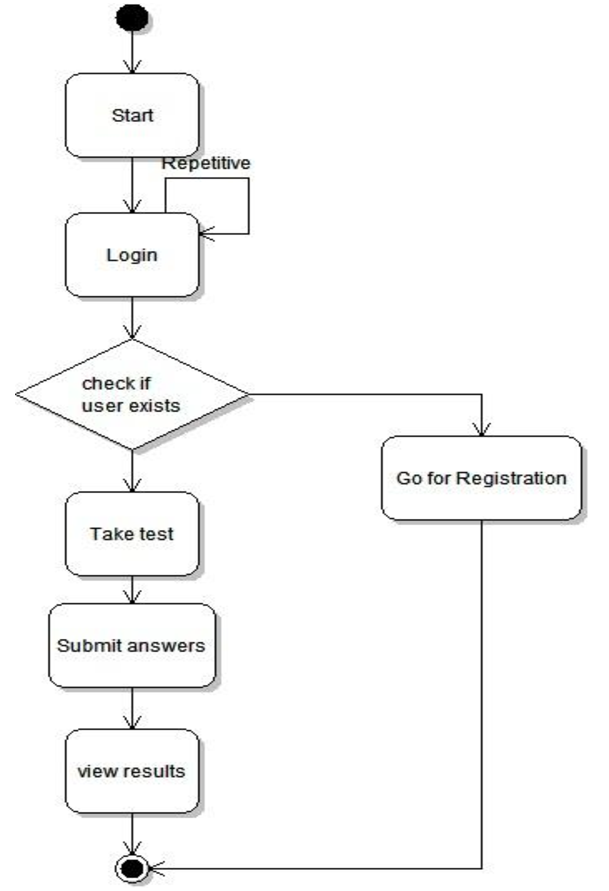 Start
Repetitive
Login
check if
user exists
Go for Registration
Take test
Submit answers
view results